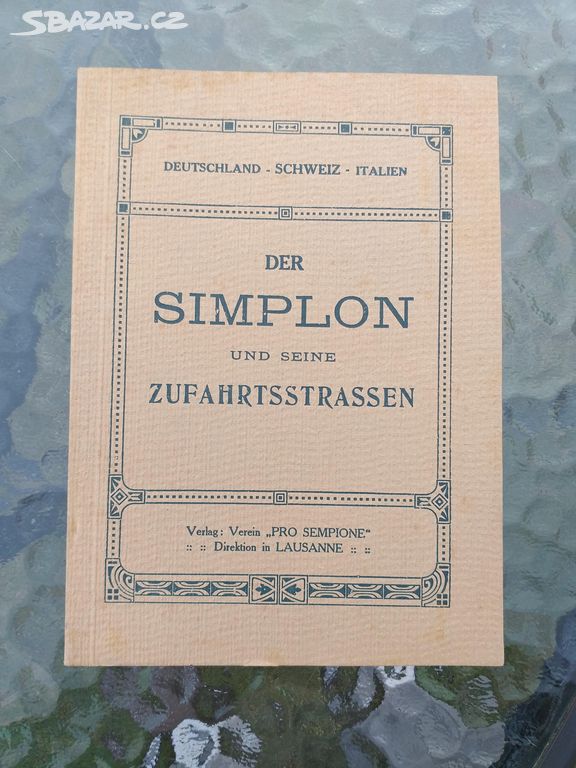 SBAZAR.CZ
DEUTSCHLAND - SCHWEIZ - ITALIEN
DER
SIMPLON
UND SEINE
ZUFAHRTSSTRASSEN
Verlag: Verein „PRO SEMPIONE“
:: :: Direktion in LAUSANNE :: ::